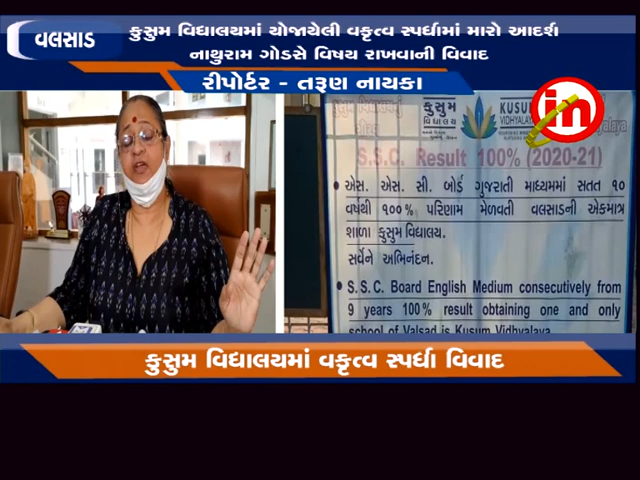 વલસાડ
કુસુમ વિદ્યાલયમાં યોજાયેલી વકૃત્વ સ્પર્ધામાં મારો આદર્શ
નાથુરામ ગોડસે વિષય રાખવાની વિવાદ
રીપોર્ટર - તરૂણ નાયકા
in
કુસુમ
વિદ્યાલય
KUSUM
VIDHYALAYA
S.S.C. Result 100% (2020-21)
• એસ. એસ. સી. બોર્ડ ગુજરાતી માધ્યમમાં સતત ૧૦
વર્ષથી ૧૦૦% પરિણામ મેળવતી વલસાડની એકમાત્ર
શાળા કુસુમ વિદ્યાલય.
સર્વેને અભિનંદન.
• S.S.C. Board English Medium consecutively from
9 years 100% result obtaining one and only
school of Valsad is Kusum Vidhyalaya
કુસુમ વિદ્યાલયમાં વકૃત્વ સ્પર્ધા વિવાદ